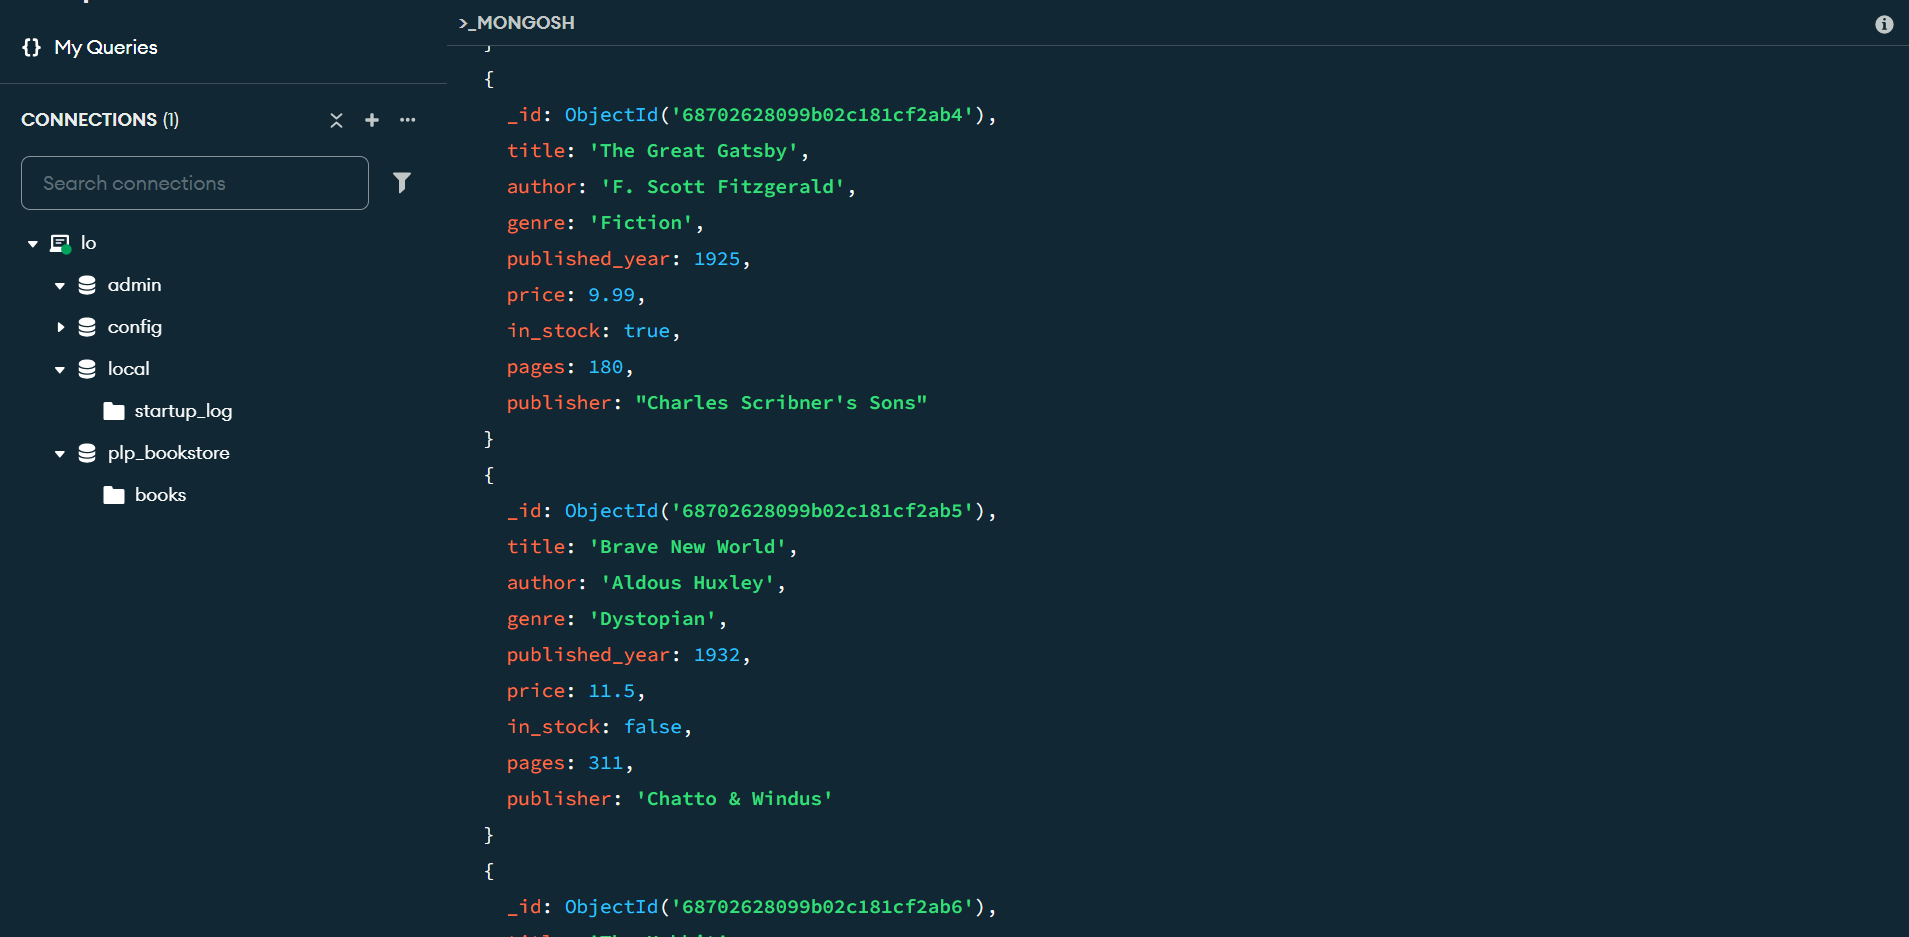 My Queries
CONNECTIONS (1)
Search connections
lo
admin
config
local
startup_log
plp_bookstore
books
>_MONGOSH
}
{
_id: ObjectId('68702628099b02c181cf2ab4'),
title: 'The Great Gatsby',
author: 'F. Scott Fitzgerald',
genre: 'Fiction',
published_year: 1925,
price: 9.99,
in_stock: true,
pages: 180,
publisher: "Charles Scribner's Sons"
}
{
_id: ObjectId('68702628099b02c181cf2ab5'),
title: 'Brave New World',
author: 'Aldous Huxley',
genre: 'Dystopian',
published_year: 1932,
price: 11.5,
in_stock: false,
pages: 311,
publisher: 'Chatto & Windus'
}
{
_id: ObjectId('68702628099b02c181cf2ab6'),